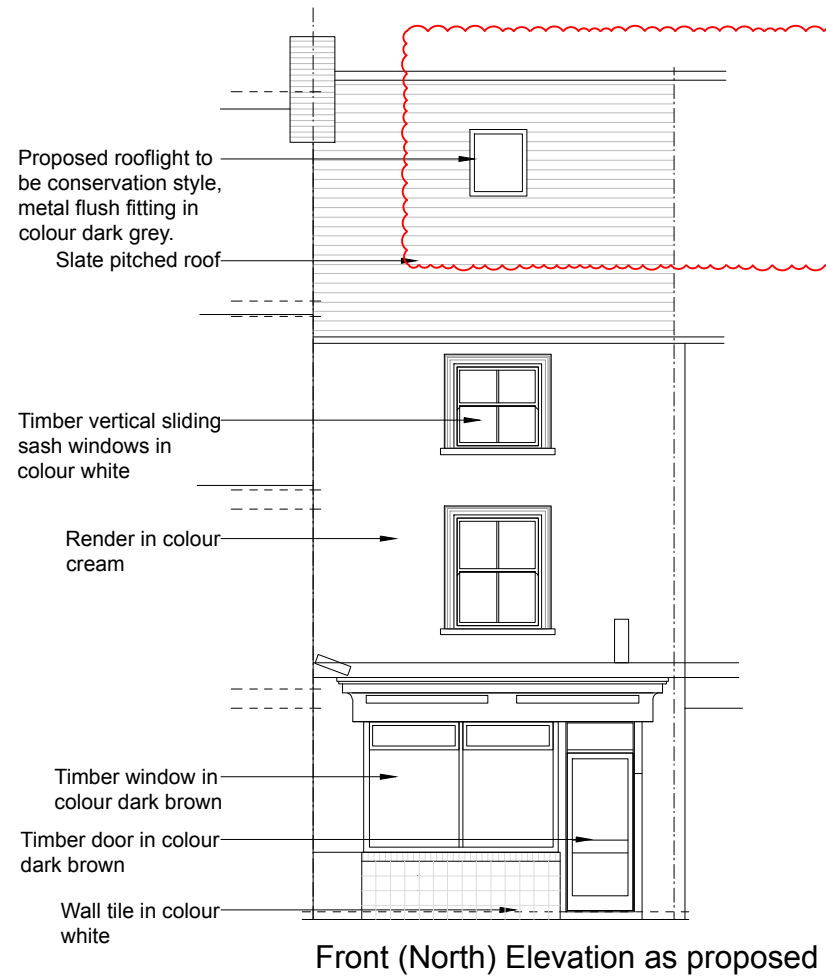 Proposed rooflight to
be conservation style,
metal flush fitting in
colour dark grey.
Slate pitched roof
Timber vertical sliding
sash windows in
colour white
Render in colour
cream
Timber window in
colour dark brown
Timber door in colour
dark brown
Wall tile in colour
white
Front (North) Elevation as proposed